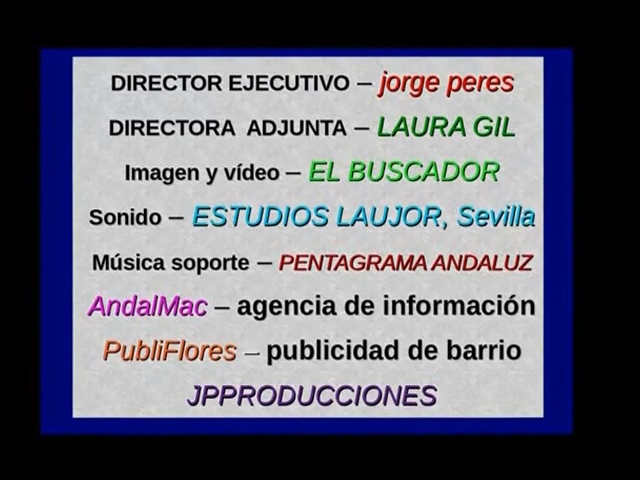 DIRECTOR EJECUTIVO – jorge peres
DIRECTORA ADJUNTA – LAURA GIL
Imagen y vídeo – EL BUSCADOR
Sonido – ESTUDIOS LAUJOR, Sevilla
Música soporte – PENTAGRAMA ANDALUZ
AndalMac – agencia de información
PubliFlores – publicidad de barrio
JPPRODUCCIONES